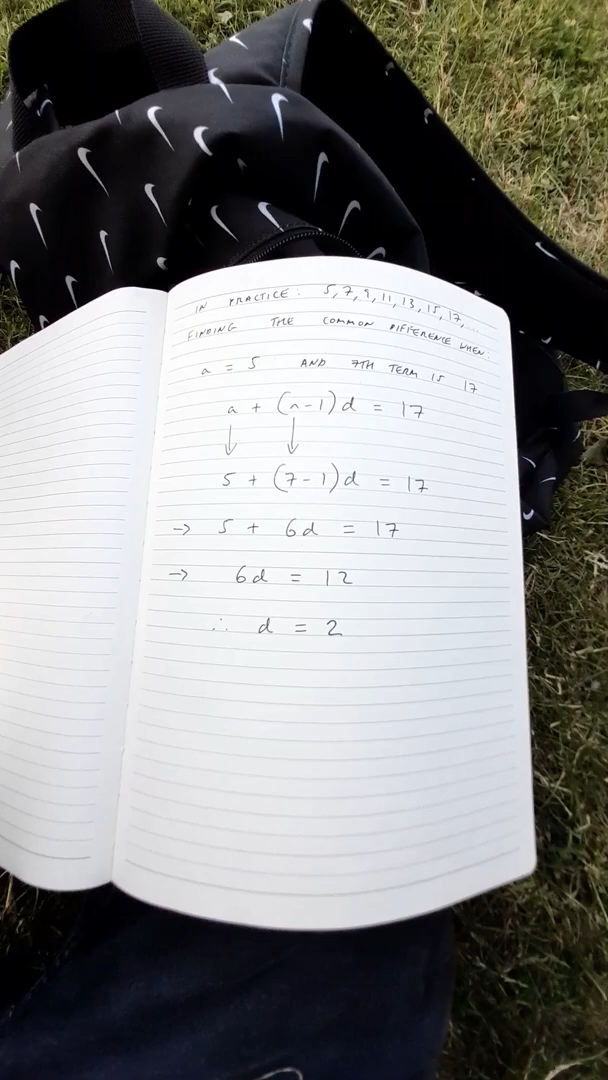 IN PRACTICE: 5, 7, 9, 11, 13, 15, 17, ...
FINDING THE COMMON DIFFERENCE WHEN:
a = 5 AND 7TH TERM IS 17
a + (n-1)d = 17
↓ ↓
5 + (7-1)d = 17
→ 5 + 6d = 17
→ 6d = 12
∴ d = 2